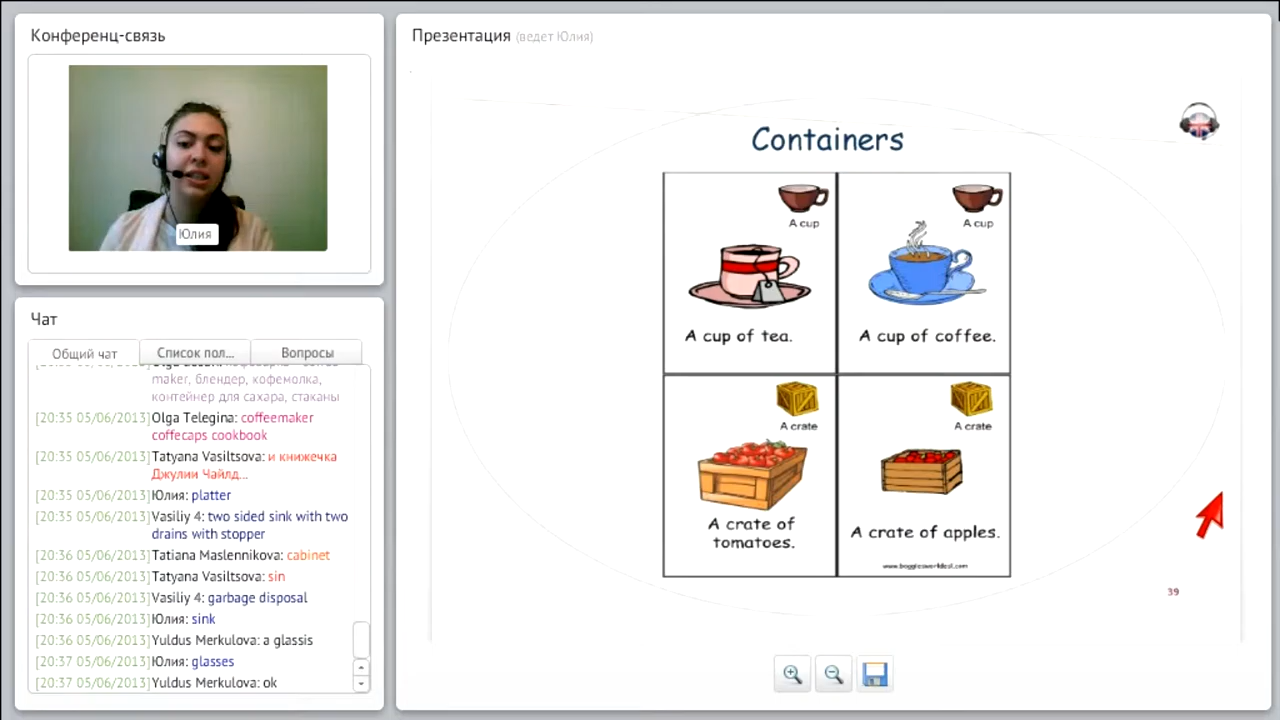 Конференц-связь
Юлия
Чат
Общий чат
Список пол...
Вопросы
maker, блендер, кофемолка,
контейнер для сахара, стаканы
[20:35 05/06/2013] Olga Telegina: coffeemaker
coffecaps cookbook
[20:35 05/06/2013] Tatyana Vasiltsova: и книжечка
Джулии Чайлд...
[20:35 05/06/2013] Юлия: platter
[20:35 05/06/2013] Vasiliy 4: two sided sink with two
drains with stopper
[20:36 05/06/2013] Tatiana Maslennikova: cabinet
[20:36 05/06/2013] Tatyana Vasiltsova: sin
[20:36 05/06/2013] Vasiliy 4: garbage disposal
[20:36 05/06/2013] Юлия: sink
[20:36 05/06/2013] Yuldus Merkulova: a glassis
[20:37 05/06/2013] Юлия: glasses
[20:37 05/06/2013] Yuldus Merkulova: ok
Презентация (ведет Юлия)
Containers
A cup
A cup of tea.
A cup
A cup of coffee.
A crate
A crate of
tomatoes.
A crate
A crate of apples.
www.bogglesworldesl.com
39